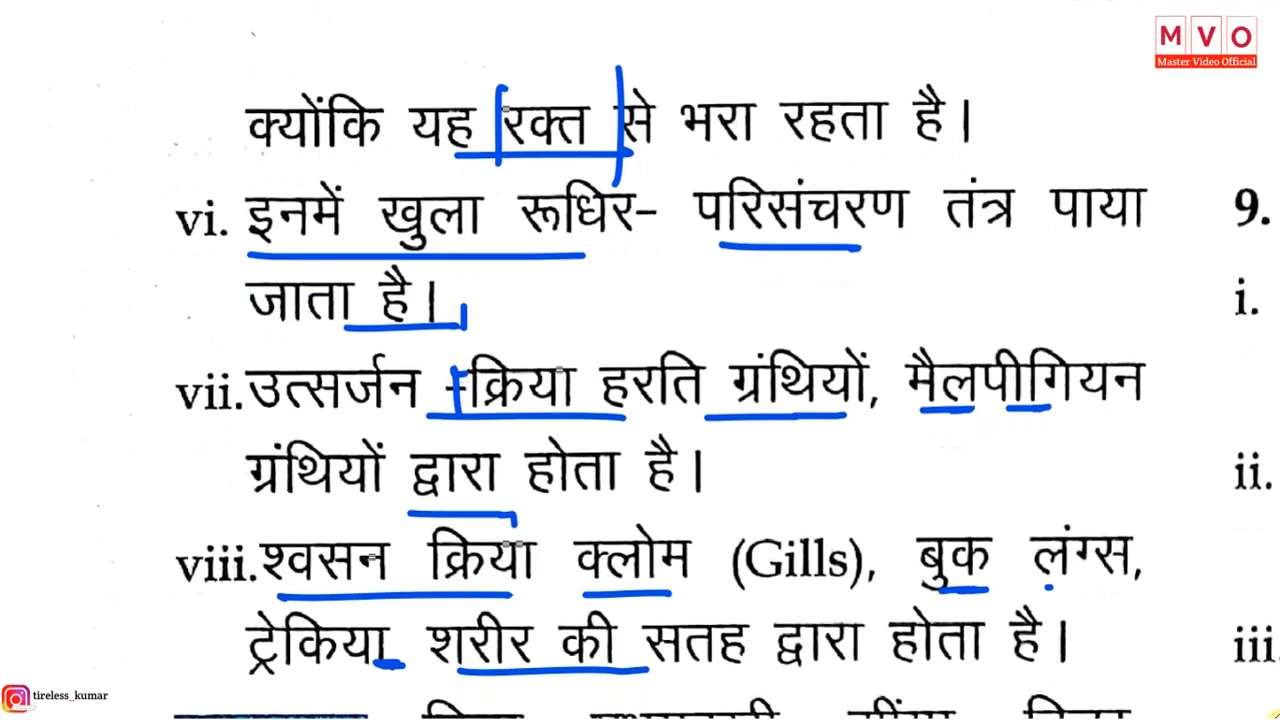 M V O
Master Video Official
क्योंकि यह रक्त से भरा रहता है।
vi. इनमें खुला रूधिर– परिसंचरण तंत्र पाया
जाता है।
vii. उत्सर्जन –क्रिया हरति ग्रंथियों, मैलपीगियन
ग्रंथियों द्वारा होता है।
viii. श्वसन क्रिया क्लोम (Gills), बुक लंग्स,
ट्रेकिया शरीर की सतह द्वारा होता है।
9.
i.
ii.
iii.
tireless_kumar